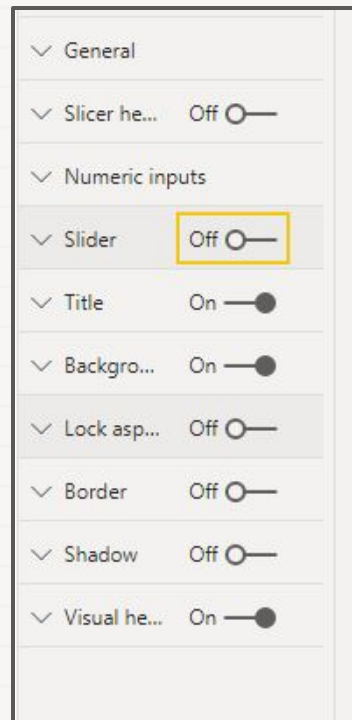 General
Slicer he... Off
Numeric inputs
Slider Off
Title On
Backgro... On
Lock asp... Off
Border Off
Shadow Off
Visual he... On